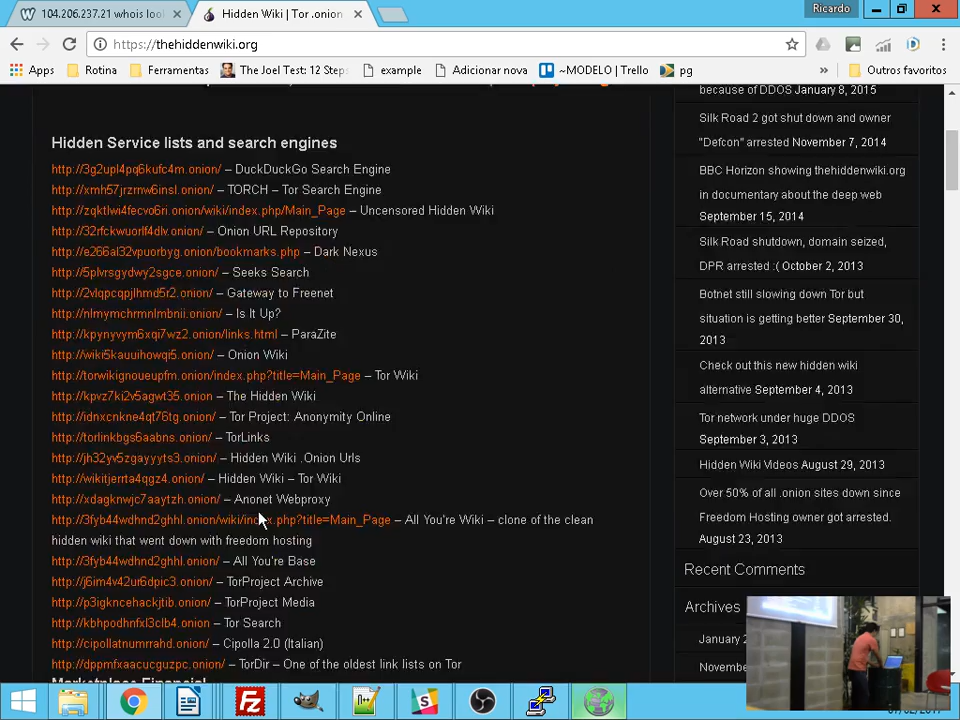 104.206.237.21 whois loo
Hidden Wiki | Tor .onion
Ricardo
https://thehiddenwiki.org
Apps
Rotina
Ferramentas
The Joel Test: 12 Steps
example
Adicionar nova
~MODELO | Trello
pg
»
Outros favoritos
Hidden Service lists and search engines
http://3g2upl4pq6kufc4m.onion/ – DuckDuckGo Search Engine
http://xmh57jrzrnw6insl.onion/ – TORCH – Tor Search Engine
http://zqktlwi4fecvo6ri.onion/wiki/index.php/Main_Page – Uncensored Hidden Wiki
http://32rfckwuorlf4dlv.onion/ – Onion URL Repository
http://e266al32vpuorbyg.onion/bookmarks.php – Dark Nexus
http://5plvrsgydwy2sgce.onion/ – Seeks Search
http://2vlqpcqpjlhmd5r2.onion/ – Gateway to Freenet
http://nlmymchrmnlmbnii.onion/ – Is It Up?
http://kpynyvym6xqi7wz2.onion/links.html – ParaZite
http://wiki5kauuihowqi5.onion/ – Onion Wiki
http://torwikignoueupfm.onion/index.php?title=Main_Page – Tor Wiki
http://kpvz7ki2v5agwt35.onion – The Hidden Wiki
http://idnxcnkne4qt76tg.onion/ – Tor Project: Anonymity Online
http://torlinkbgs6aabns.onion/ – TorLinks
http://jh32yv5zgayyyts3.onion/ – Hidden Wiki .Onion Urls
http://wikitjerrta4qgz4.onion/ – Hidden Wiki – Tor Wiki
http://xdagknwjc7aaytzh.onion/ – Anonet Webproxy
http://3fyb44wdhnd2ghhl.onion/wiki/index.php?title=Main_Page – All You're Wiki – clone of the clean
hidden wiki that went down with freedom hosting
http://3fyb44wdhnd2ghhl.onion/ – All You're Base
http://j6im4v42ur6dpic3.onion/ – TorProject Archive
http://p3igkncehackjtib.onion/ – TorProject Media
http://kbhpodhnfxl3clb4.onion – Tor Search
http://cipollatnumrrahd.onion/ – Cipolla 2.0 (Italian)
http://dppmfxaacucguzpc.onion/ – TorDir – One of the oldest link lists on Tor
Marketplace Financial
because of DDOS January 8, 2015
Silk Road 2 got shut down and owner
"Defcon" arrested November 7, 2014
BBC Horizon showing thehiddenwiki.org
in documentary about the deep web
September 15, 2014
Silk Road shutdown, domain seized,
DPR arrested :( October 2, 2013
Botnet still slowing down Tor but
situation is getting better September 30,
2013
Check out this new hidden wiki
alternative September 4, 2013
Tor network under huge DDOS
September 3, 2013
Hidden Wiki Videos August 29, 2013
Over 50% of all .onion sites down since
Freedom Hosting owner got arrested.
August 23, 2013
Recent Comments
Archives
January 2
Novembe